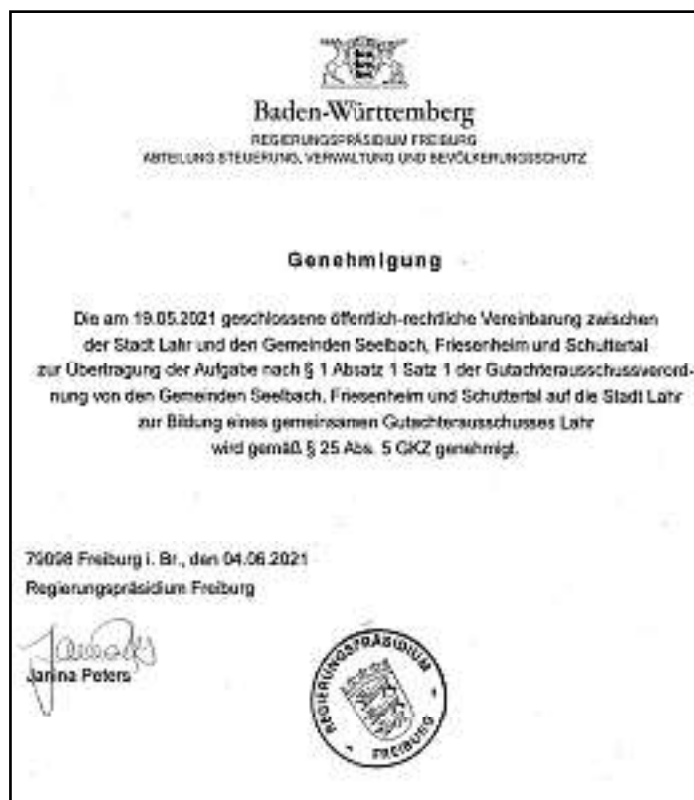 Baden-Württemberg
REGIERUNGSPRÄSIDIUM FREIBURG
ABTEILUNG STEUERUNG, VERWALTUNG UND BEVÖLKERUNGSSCHUTZ
Genehmigung
Die am 19.05.2021 geschlossene öffentlich-rechtliche Vereinbarung zwischen
der Stadt Lahr und den Gemeinden Seelbach, Friesenheim und Schuttertal
zur Übertragung der Aufgabe nach § 1 Absatz 1 Satz 1 der Gutachterausschussverord-
nung von den Gemeinden Seelbach, Friesenheim und Schuttertal auf die Stadt Lahr
zur Bildung eines gemeinsamen Gutachterausschusses Lahr
wird gemäß § 25 Abs. 5 GKZ genehmigt.
79098 Freiburg i. Br., den 04.06.2021
Regierungspräsidium Freiburg
Janina Peters
REGIERUNGSPRÄSIDIUM
FREIBURG